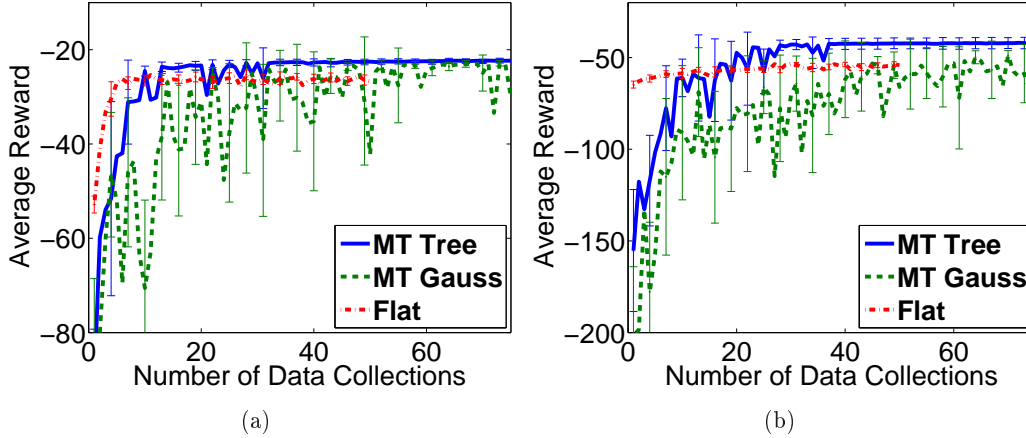 −20
−40
−60
−80
0
20
40
60
Average Reward
Number of Data Collections
MT Tree
MT Gauss
Flat
(a)
−50
−100
−150
−200
0
20
40
60
Average Reward
Number of Data Collections
MT Tree
MT Gauss
Flat
(b)